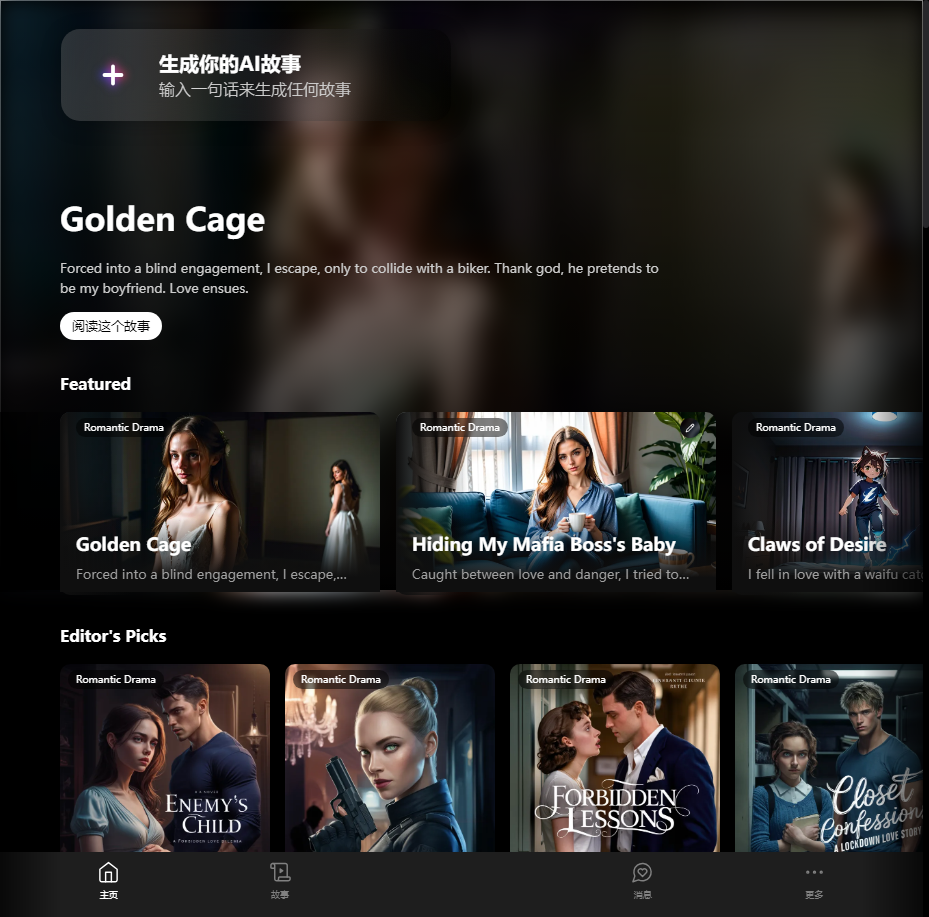 生成你的AI故事
输入一句话来生成任何故事
Golden Cage
Forced into a blind engagement, I escape, only to collide with a biker. Thank god, he pretends to
be my boyfriend. Love ensues.
阅读这个故事
Featured
Romantic Drama
Golden Cage
Forced into a blind engagement, I escape,...
Romantic Drama
Hiding My Mafia Boss's Baby
Caught between love and danger, I tried to...
Romantic Drama
Claws of Desire
I fell in love with a waifu cat
Editor's Picks
Romantic Drama
ENEMY'S
CHILD
Romantic Drama
Romantic Drama
FORBIDDEN
LESSONS
Romantic Drama
Closet
Confession
A LOCKDOWN LOVE STORY
主页
故事
消息
更多